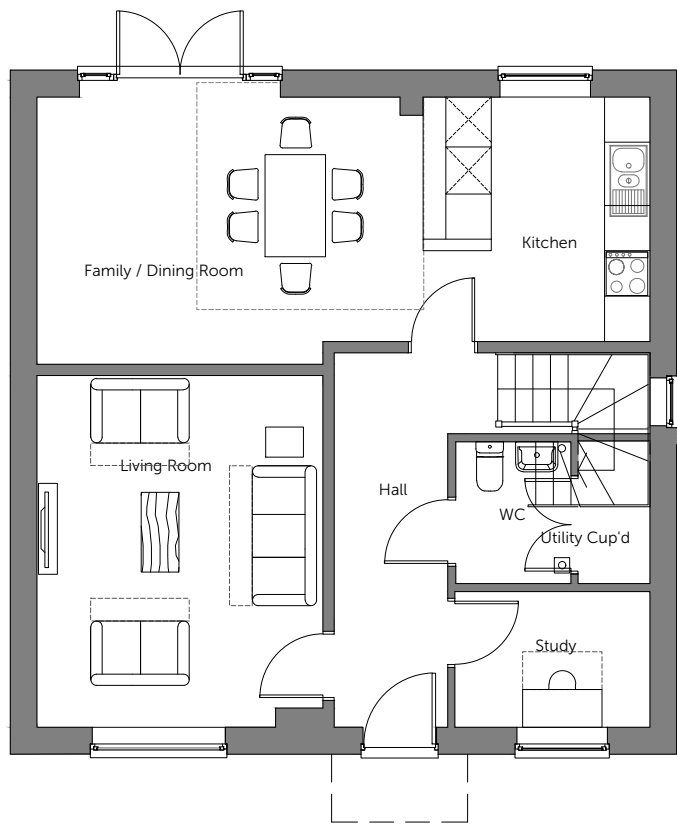 Kitchen
Family / Dining Room
Living Room
Hall
WC
Utility Cup'd
Study